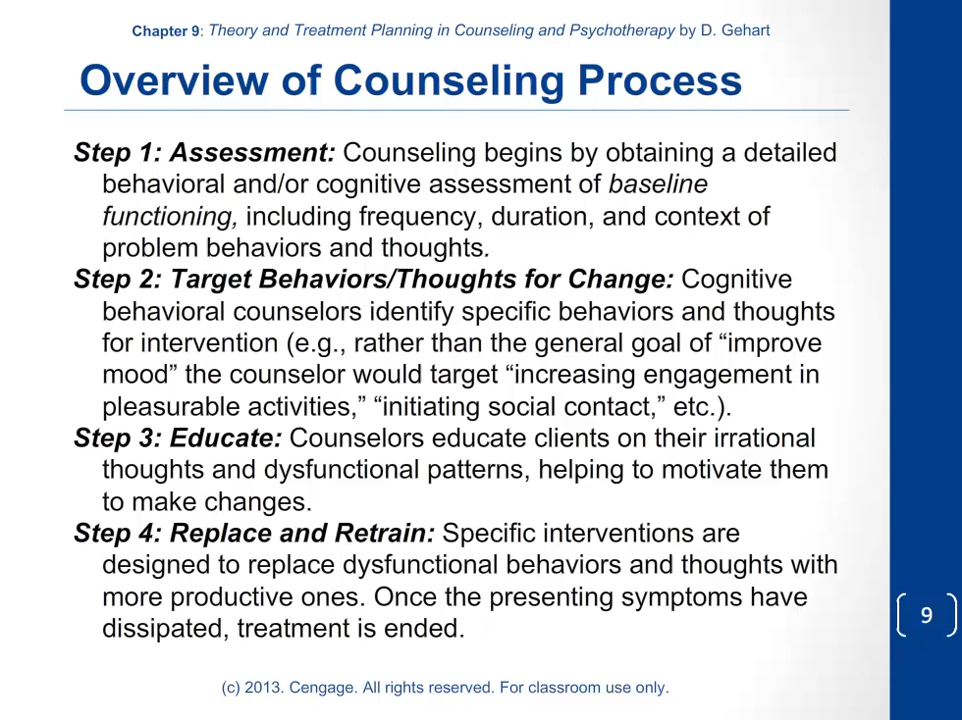 Chapter 9: Theory and Treatment Planning in Counseling and Psychotherapy by D. Gehart
Overview of Counseling Process
Step 1: Assessment: Counseling begins by obtaining a detailed
behavioral and/or cognitive assessment of baseline
functioning, including frequency, duration, and context of
problem behaviors and thoughts.
Step 2: Target Behaviors/Thoughts for Change: Cognitive
behavioral counselors identify specific behaviors and thoughts
for intervention (e.g., rather than the general goal of “improve
mood” the counselor would target “increasing engagement in
pleasurable activities,” “initiating social contact,” etc.).
Step 3: Educate: Counselors educate clients on their irrational
thoughts and dysfunctional patterns, helping to motivate them
to make changes.
Step 4: Replace and Retrain: Specific interventions are
designed to replace dysfunctional behaviors and thoughts with
more productive ones. Once the presenting symptoms have
dissipated, treatment is ended.
9
(c) 2013. Cengage. All rights reserved. For classroom use only.